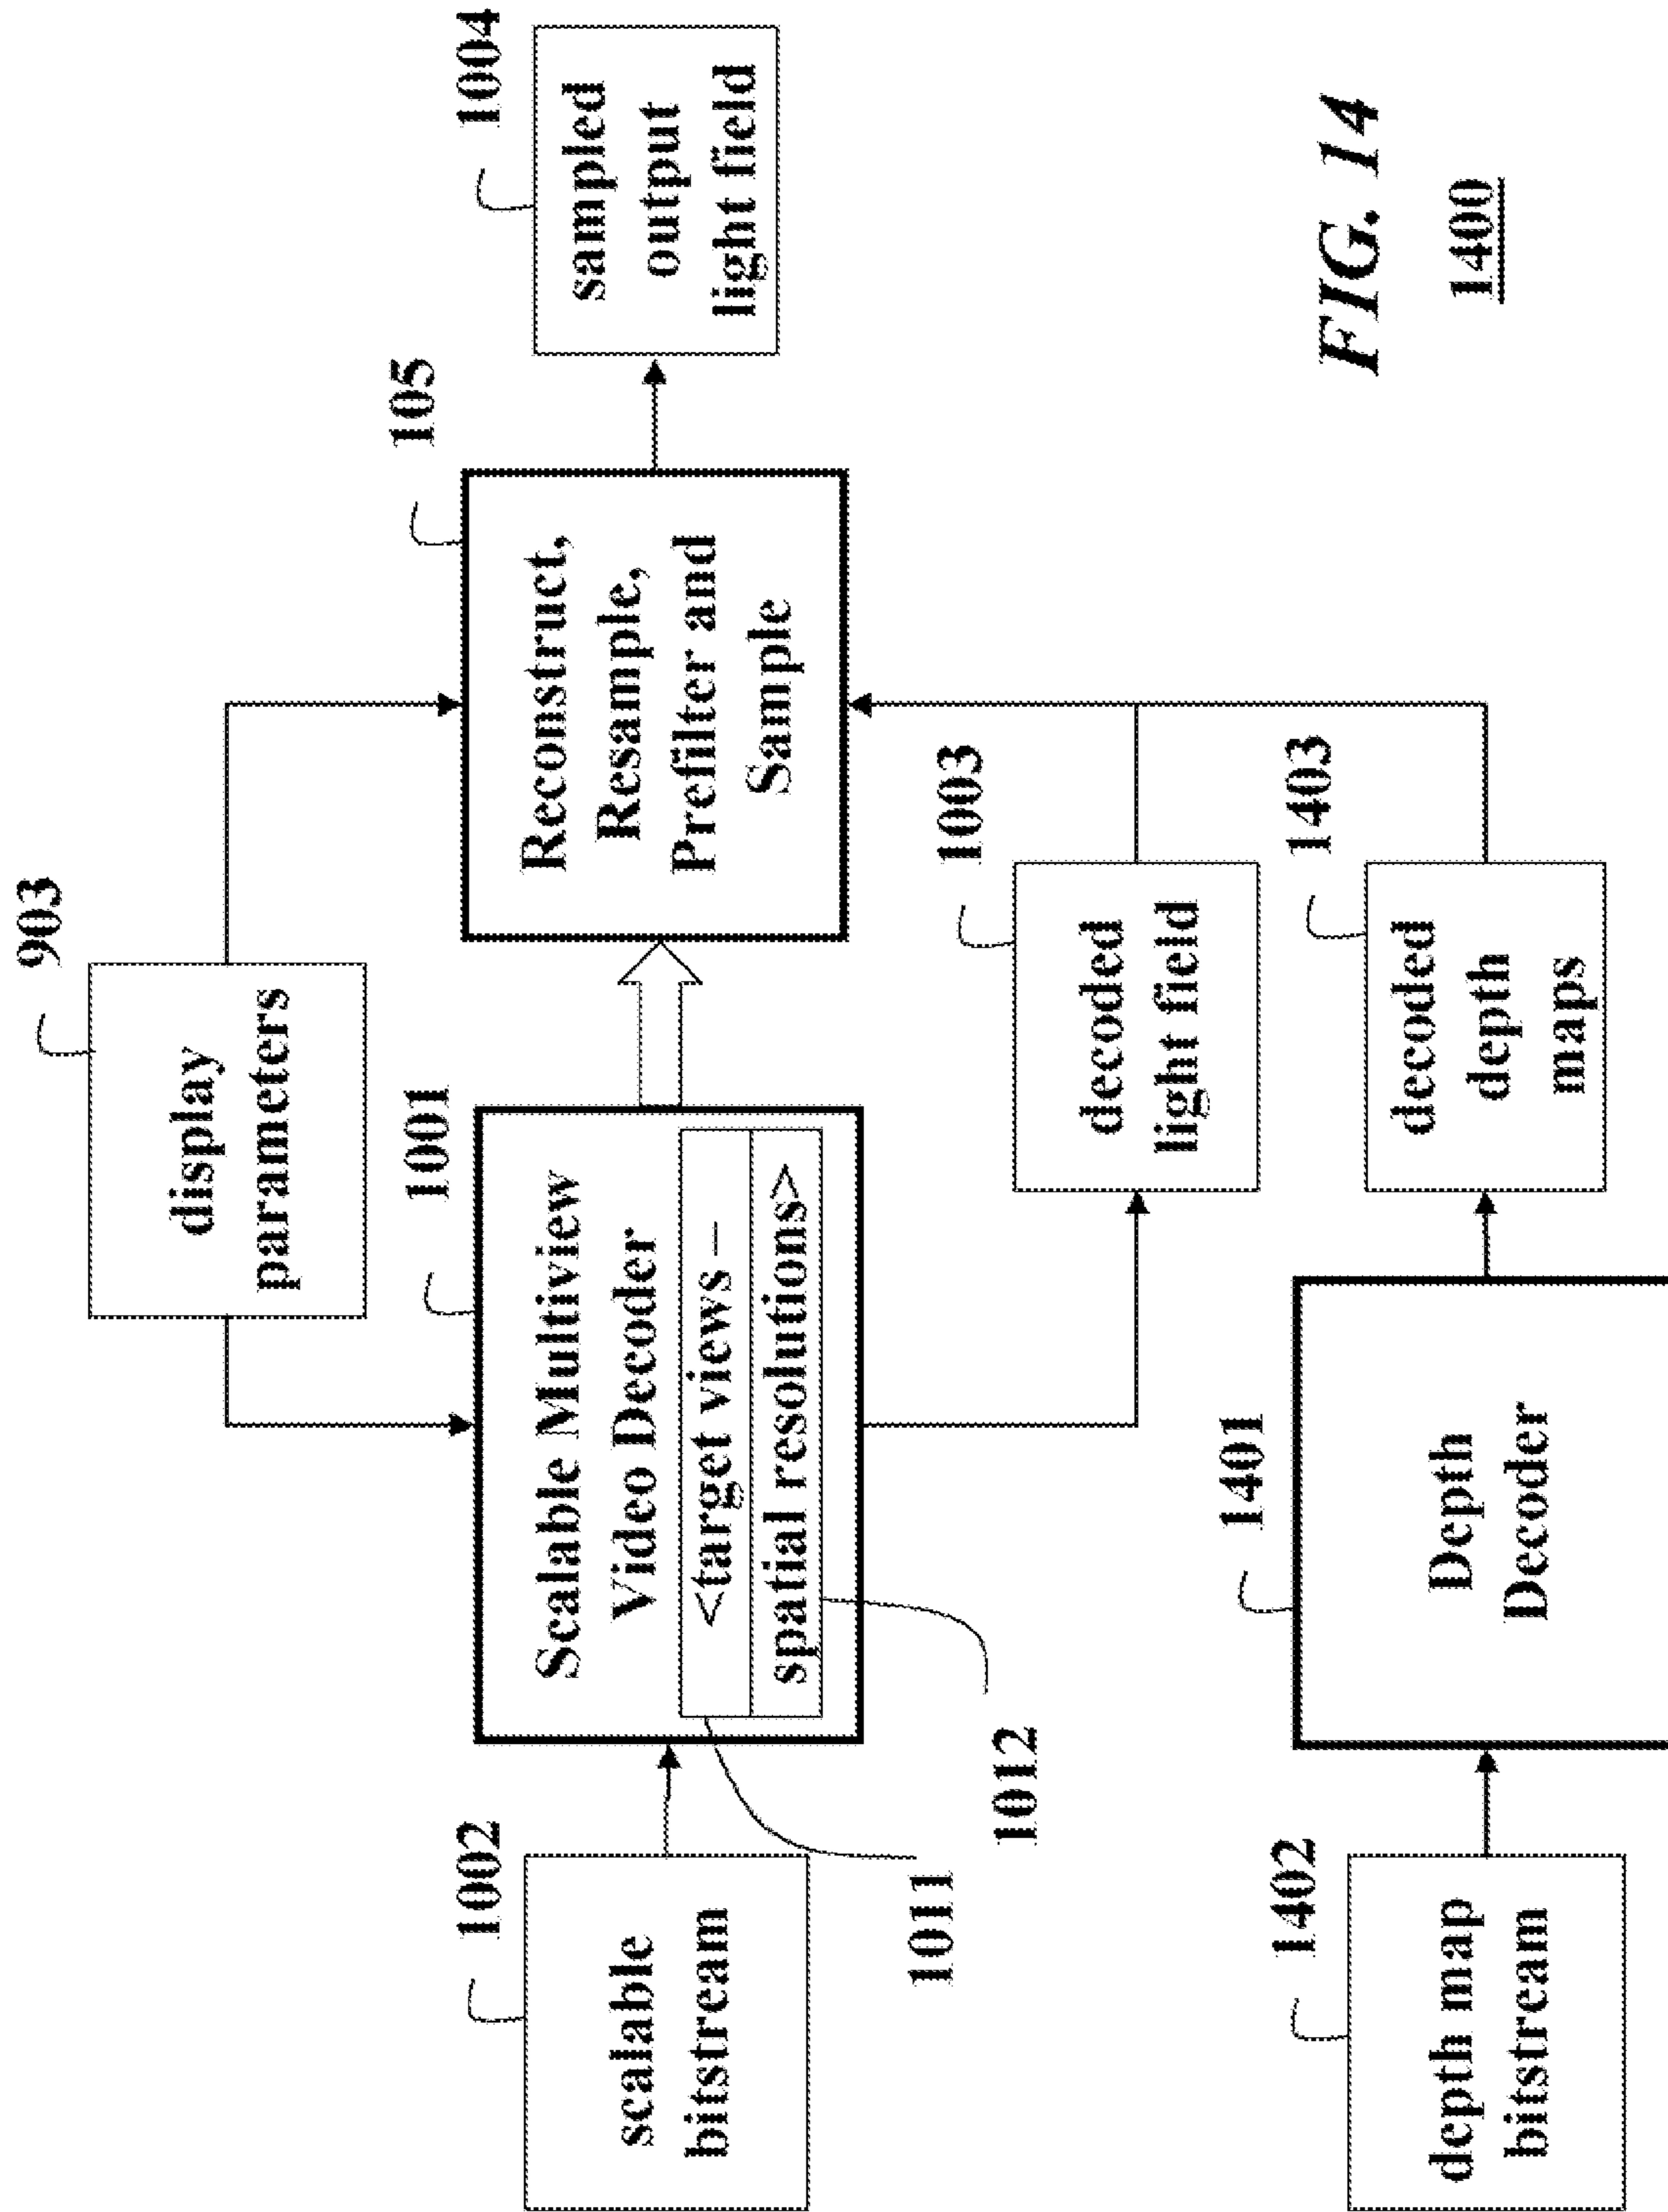 903
display
parameters
1002
scalable
bitstream
1001
Scalable Multiview
Video Decoder
<target views –
spatial resolutions>
1011
1012
105
Reconstruct,
Resample,
Prefilter and
Sample
1004
sampled
output
light field
1003
decoded
light field
1402
depth map
bitstream
1401
Depth
Decoder
1403
decoded
depth
maps
FIG. 14
1400